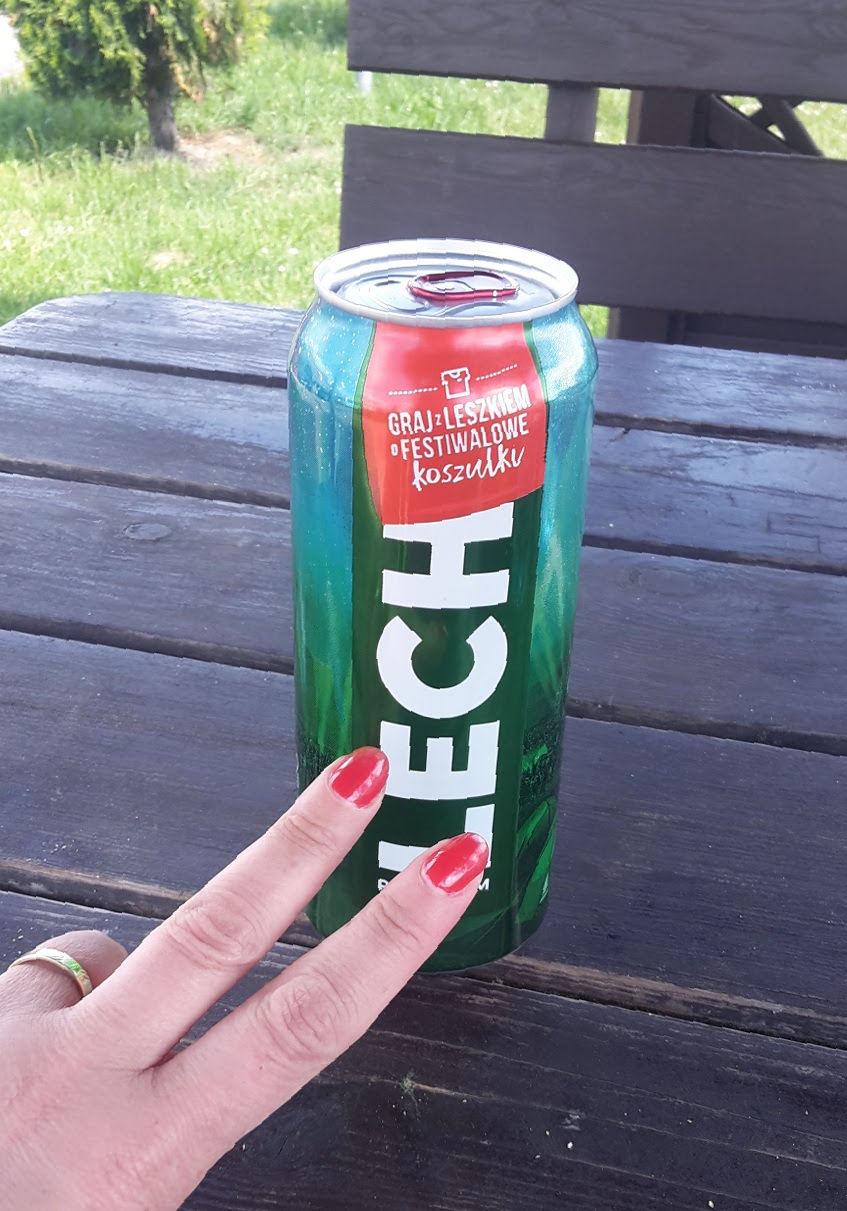 GRAJ z LESZKIEM
o FESTIWALOWE
koszulki
LECH